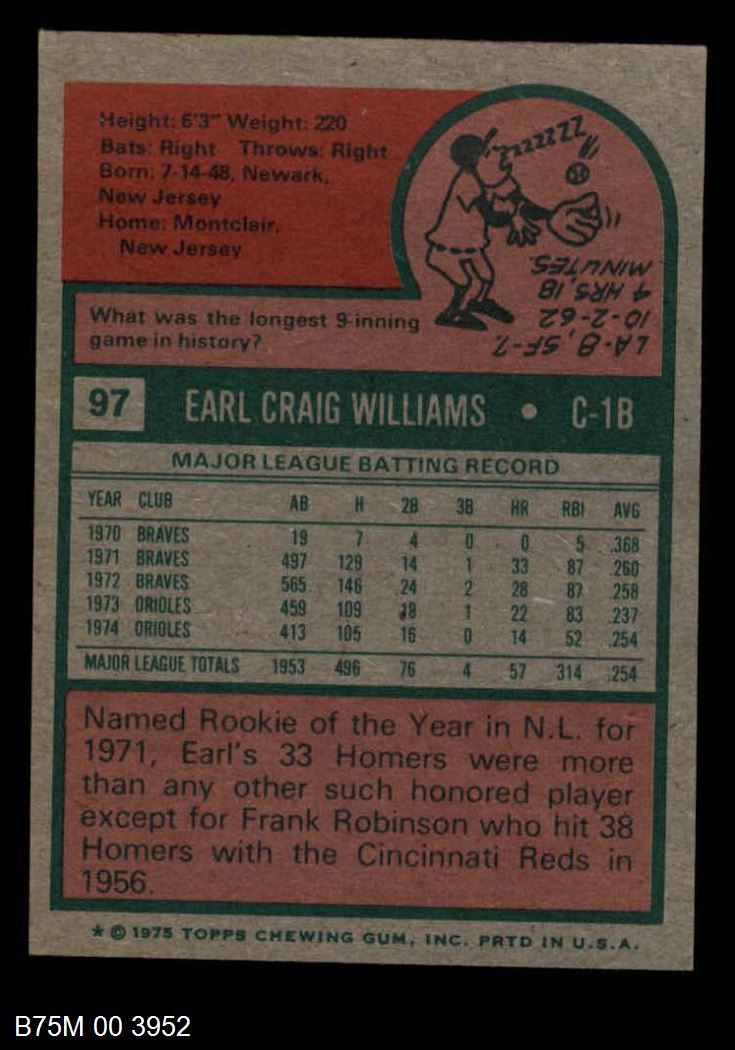 Height: 6'3" Weight: 220
Bats: Right Throws: Right
Born: 7-14-48, Newark,
New Jersey
Home: Montclair,
New Jersey
ZZZZZZZ
What was the longest 9-inning
game in history?
LA-8, SF-7.
10-2-62
4 HRS, 18
MINUTES.
97 EARL CRAIG WILLIAMS • C-1B
MAJOR LEAGUE BATTING RECORD
YEAR CLUB AB H 2B 3B HR RBI AVG
1970 BRAVES 19 7 4 0 0 5 .368
1971 BRAVES 497 129 14 1 33 87 .260
1972 BRAVES 565 146 24 2 28 87 .258
1973 ORIOLES 459 109 18 1 22 83 .237
1974 ORIOLES 413 105 16 0 14 52 .254
MAJOR LEAGUE TOTALS 1953 496 76 4 57 314 .254
Named Rookie of the Year in N.L. for
1971, Earl's 33 Homers were more
than any other such honored player
except for Frank Robinson who hit 38
Homers with the Cincinnati Reds in
1956.
* © 1975 TOPPS CHEWING GUM, INC. PRTD IN U.S.A.
B75M 00 3952